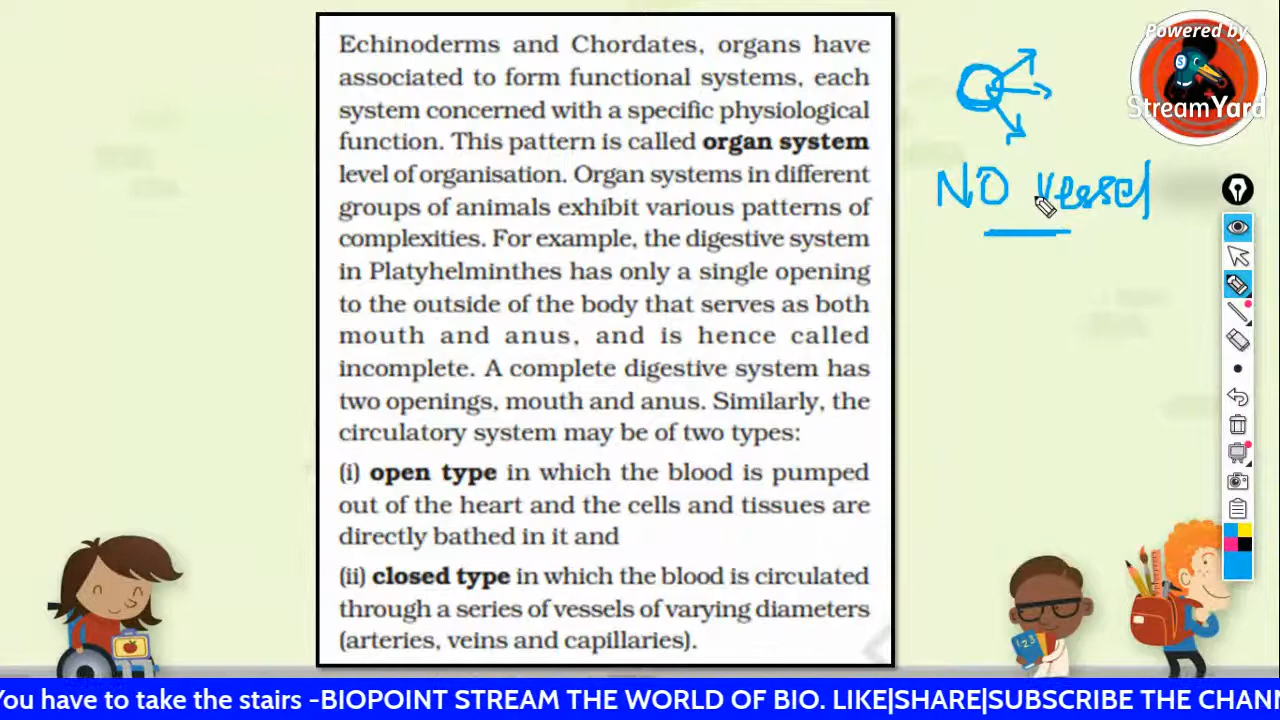 Echinoderms and Chordates, organs have
associated to form functional systems, each
system concerned with a specific physiological
function. This pattern is called organ system
level of organisation. Organ systems in different
groups of animals exhibit various patterns of
complexities. For example, the digestive system
in Platyhelminthes has only a single opening
to the outside of the body that serves as both
mouth and anus, and is hence called
incomplete. A complete digestive system has
two openings, mouth and anus. Similarly, the
circulatory system may be of two types:
(i) open type in which the blood is pumped
out of the heart and the cells and tissues are
directly bathed in it and
(ii) closed type in which the blood is circulated
through a series of vessels of varying diameters
(arteries, veins and capillaries).
Powered by
S
StreamYard
NO vessel
1 2 3
You have to take the stairs -BIOPOINT STREAM THE WORLD OF BIO. LIKE|SHARE|SUBSCRIBE THE CHAN